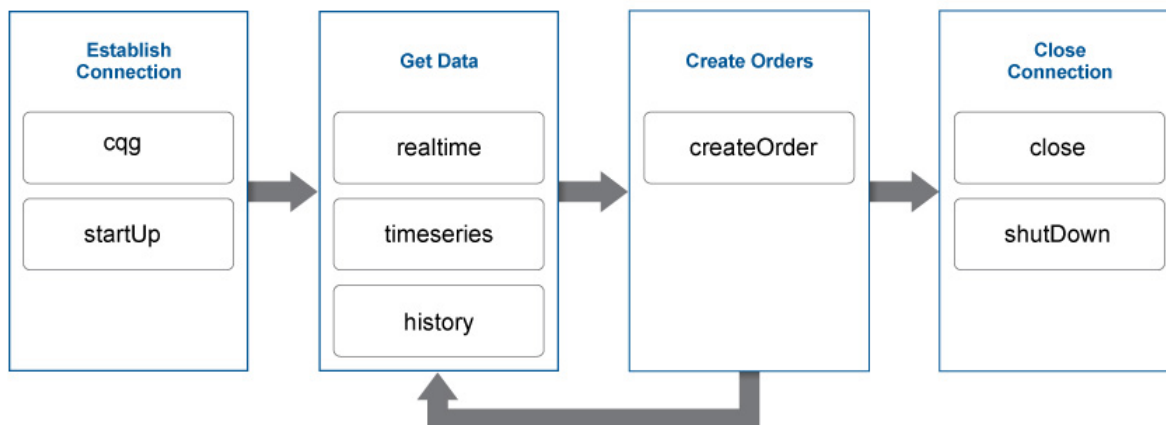 Establish
Connection
cqg
startUp
Get Data
realtime
timeseries
history
Create Orders
createOrder
Close
Connection
close
shutDown